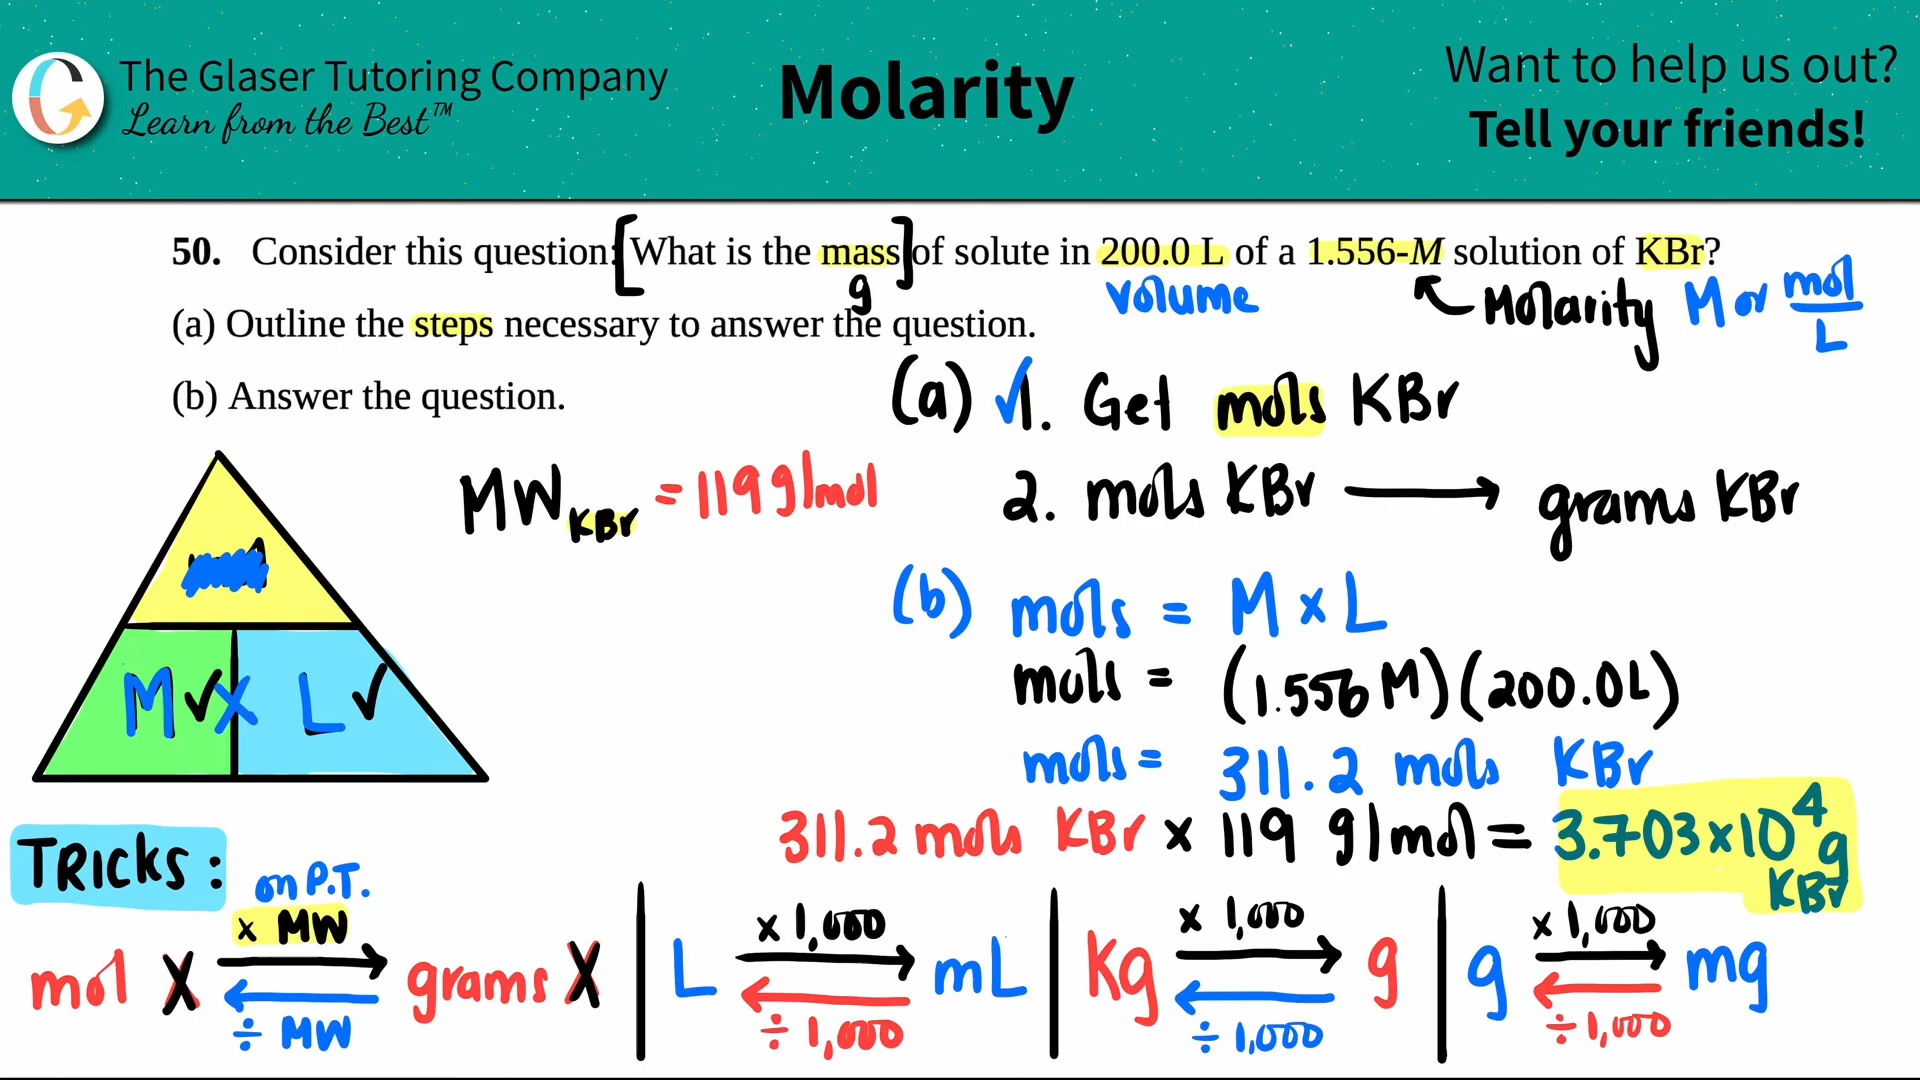 The Glaser Tutoring Company
Learn from the Best™
Molarity
Want to help us out?
Tell your friends!
50. Consider this question: [What is the mass] of solute in 200.0 L of a 1.556-M solution of KBr?
g
volume
Molarity M or mol/L
(a) Outline the steps necessary to answer the question.
(b) Answer the question.
(a) ✓1. Get mols KBr
MW KBr = 119 g/mol
2. mols KBr → grams KBr
(b) mols = M × L
mols = (1.556 M)(200.0L)
M ✓ × L ✓
mols = 311.2 mols KBr
311.2 mols KBr × 119 g/mol = 3.703×10⁴ g KBr
TRICKS:
on P.T.
× MW
mol X → grams X
÷ MW
× 1,000
L → mL
÷ 1,000
× 1,000
Kg → g
÷ 1,000
× 1,000
g → mg
÷ 1,000